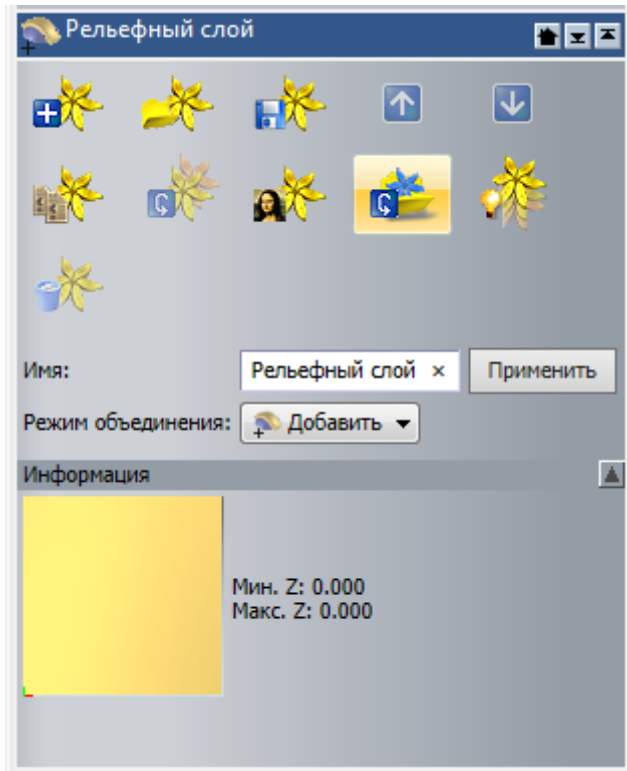 Рельефный слой
Имя: Рельефный слой × Применить
Режим объединения: Добавить
Информация
Мин. Z: 0.000
Макс. Z: 0.000